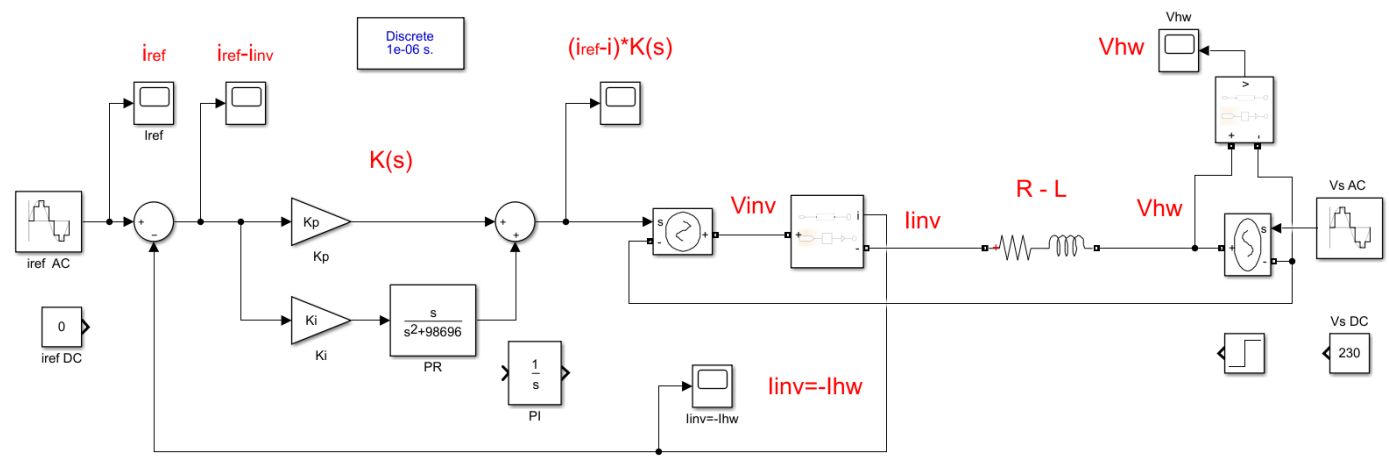 Vhw
Discrete
1e-06 s.
iref
iref-iinv
(iref-i)*K(s)
Vhw
Iref
v
+ -
K(s)
R - L
Vs AC
Vinv
Iinv
Vhw
+
-
Kp
+
+
s
-
+
+
i
-
+
+
s
-
iref AC
Kp
Ki
s
s²+98696
0
Vs DC
iref DC
Ki
PR
1
s
230
PI
Iinv=-Ihw
Iinv=-Ihw